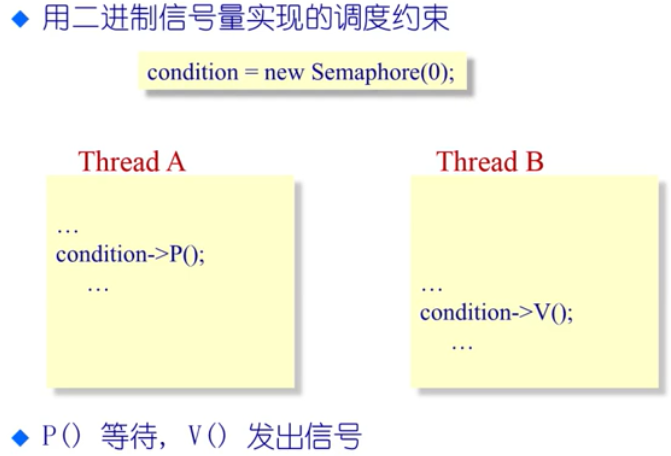 ◆ 用二进制信号量实现的调度约束
condition = new Semaphore(0);
Thread A
…
condition->P();
…
Thread B
…
condition->V();
…
◆ P() 等待, V() 发出信号